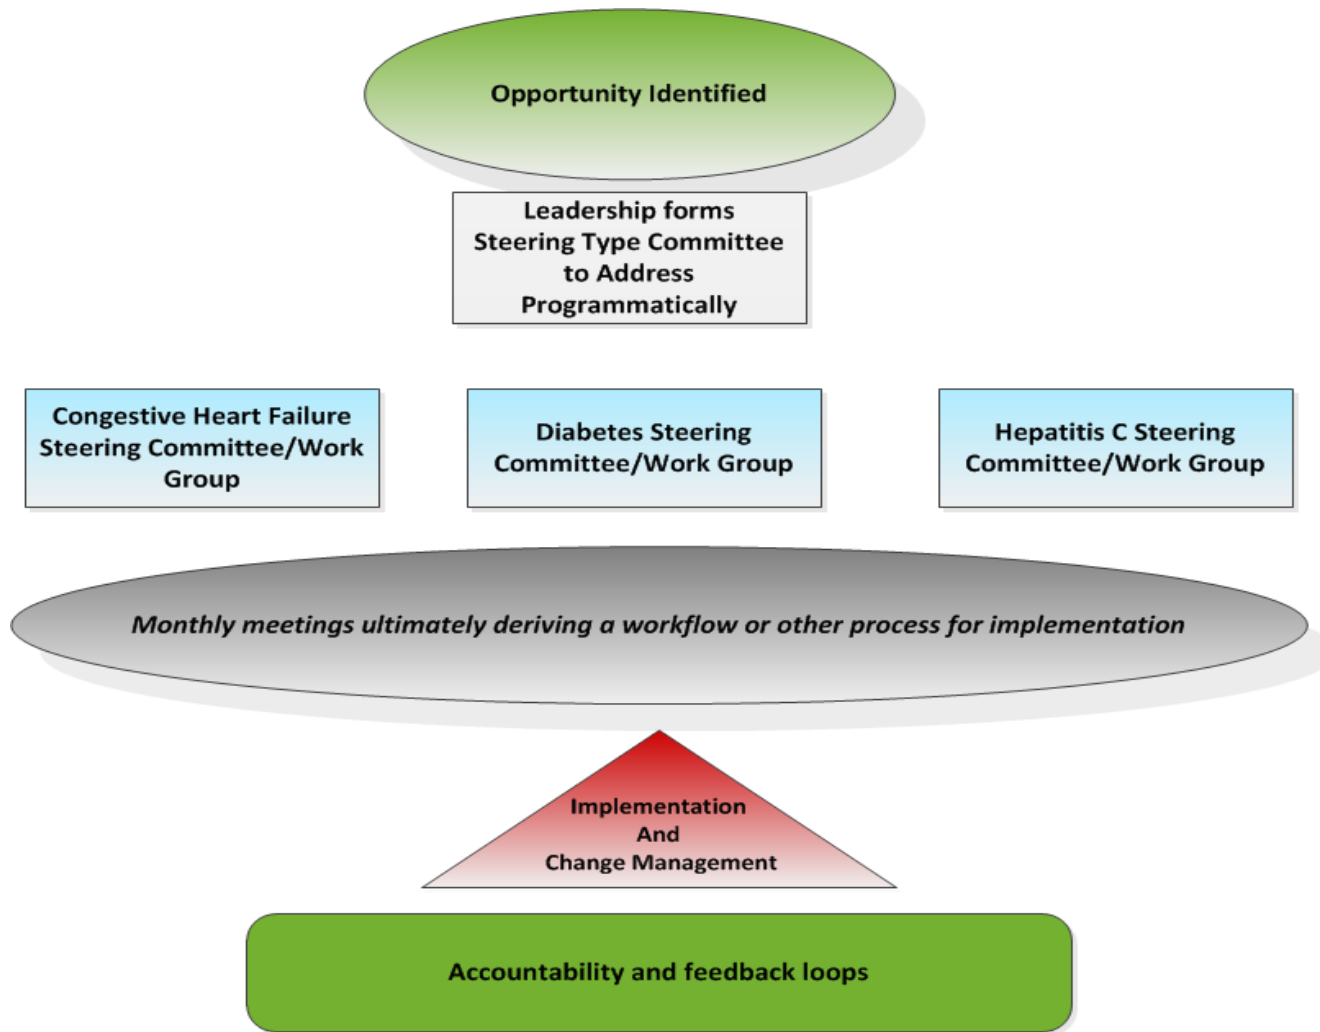 Opportunity Identified
Leadership forms
Steering Type Committee
to Address
Programmatically
Congestive Heart Failure
Steering Committee/Work
Group
Diabetes Steering
Committee/Work Group
Hepatitis C Steering
Committee/Work Group
Monthly meetings ultimately deriving a workflow or other process for implementation
Implementation
And
Change Management
Accountability and feedback loops